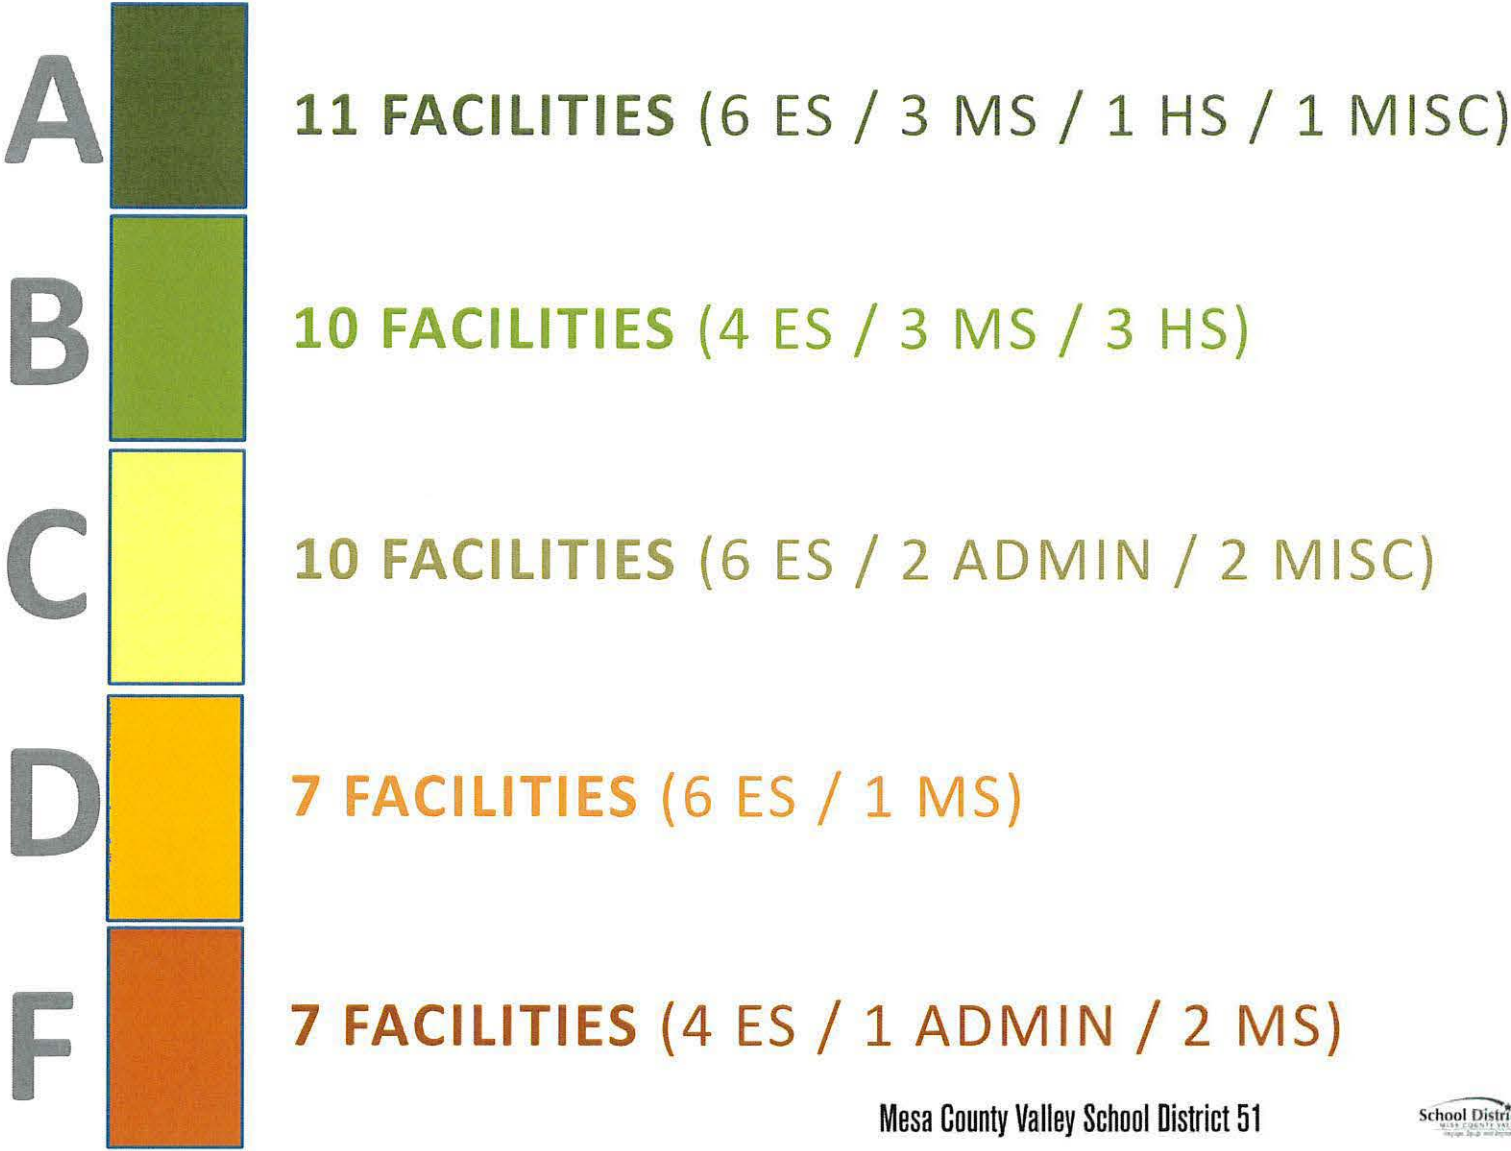 A
11 FACILITIES (6 ES / 3 MS / 1 HS / 1 MISC)
B
10 FACILITIES (4 ES / 3 MS / 3 HS)
C
10 FACILITIES (6 ES / 2 ADMIN / 2 MISC)
D
7 FACILITIES (6 ES / 1 MS)
F
7 FACILITIES (4 ES / 1 ADMIN / 2 MS)
Mesa County Valley School District 51
School Distri